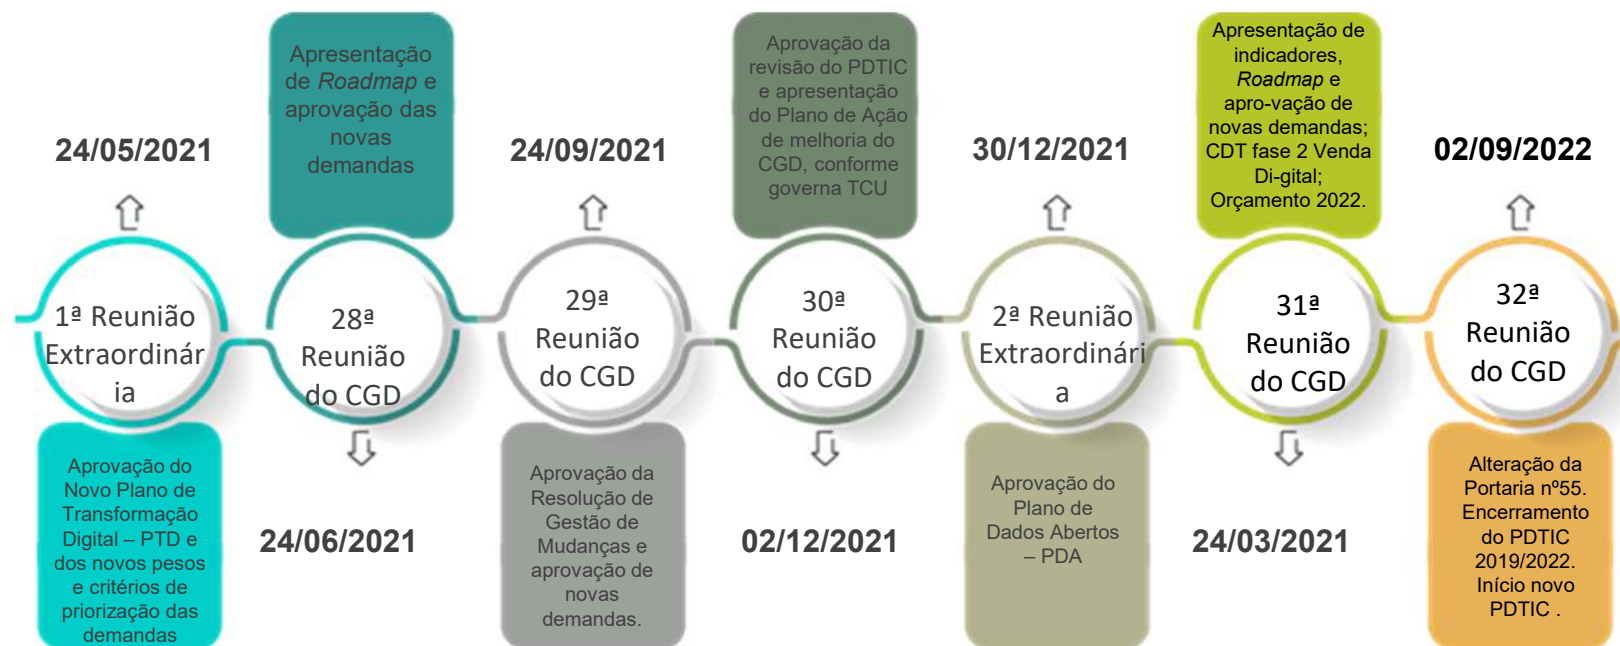 24/05/2021
1ª Reunião
Extraordinár
ia
Aprovação do
Novo Plano de
Transformação
Digital – PTD e
dos novos pesos
e critérios de
priorização das
demandas
Apresentação
de Roadmap e
aprovação das
novas
demandas
28ª
Reunião
do CGD
24/06/2021
24/09/2021
29ª
Reunião
do CGD
Aprovação da
Resolução de
Gestão de
Mudanças e
aprovação de
novas
demandas.
Aprovação da
revisão do PDTIC
e apresentação
do Plano de Ação
de melhoria do
CGD, conforme
governa TCU
30ª
Reunião
do CGD
02/12/2021
30/12/2021
2ª Reunião
Extraordinári
a
Aprovação do
Plano de
Dados Abertos
– PDA
Apresentação de
indicadores,
Roadmap e
apro-vação de
novas demandas;
CDT fase 2 Venda
Di-gital;
Orçamento 2022.
31ª
Reunião
do CGD
24/03/2021
02/09/2022
32ª
Reunião
do CGD
Alteração da
Portaria nº55.
Encerramento
do PDTIC
2019/2022.
Início novo
PDTIC .